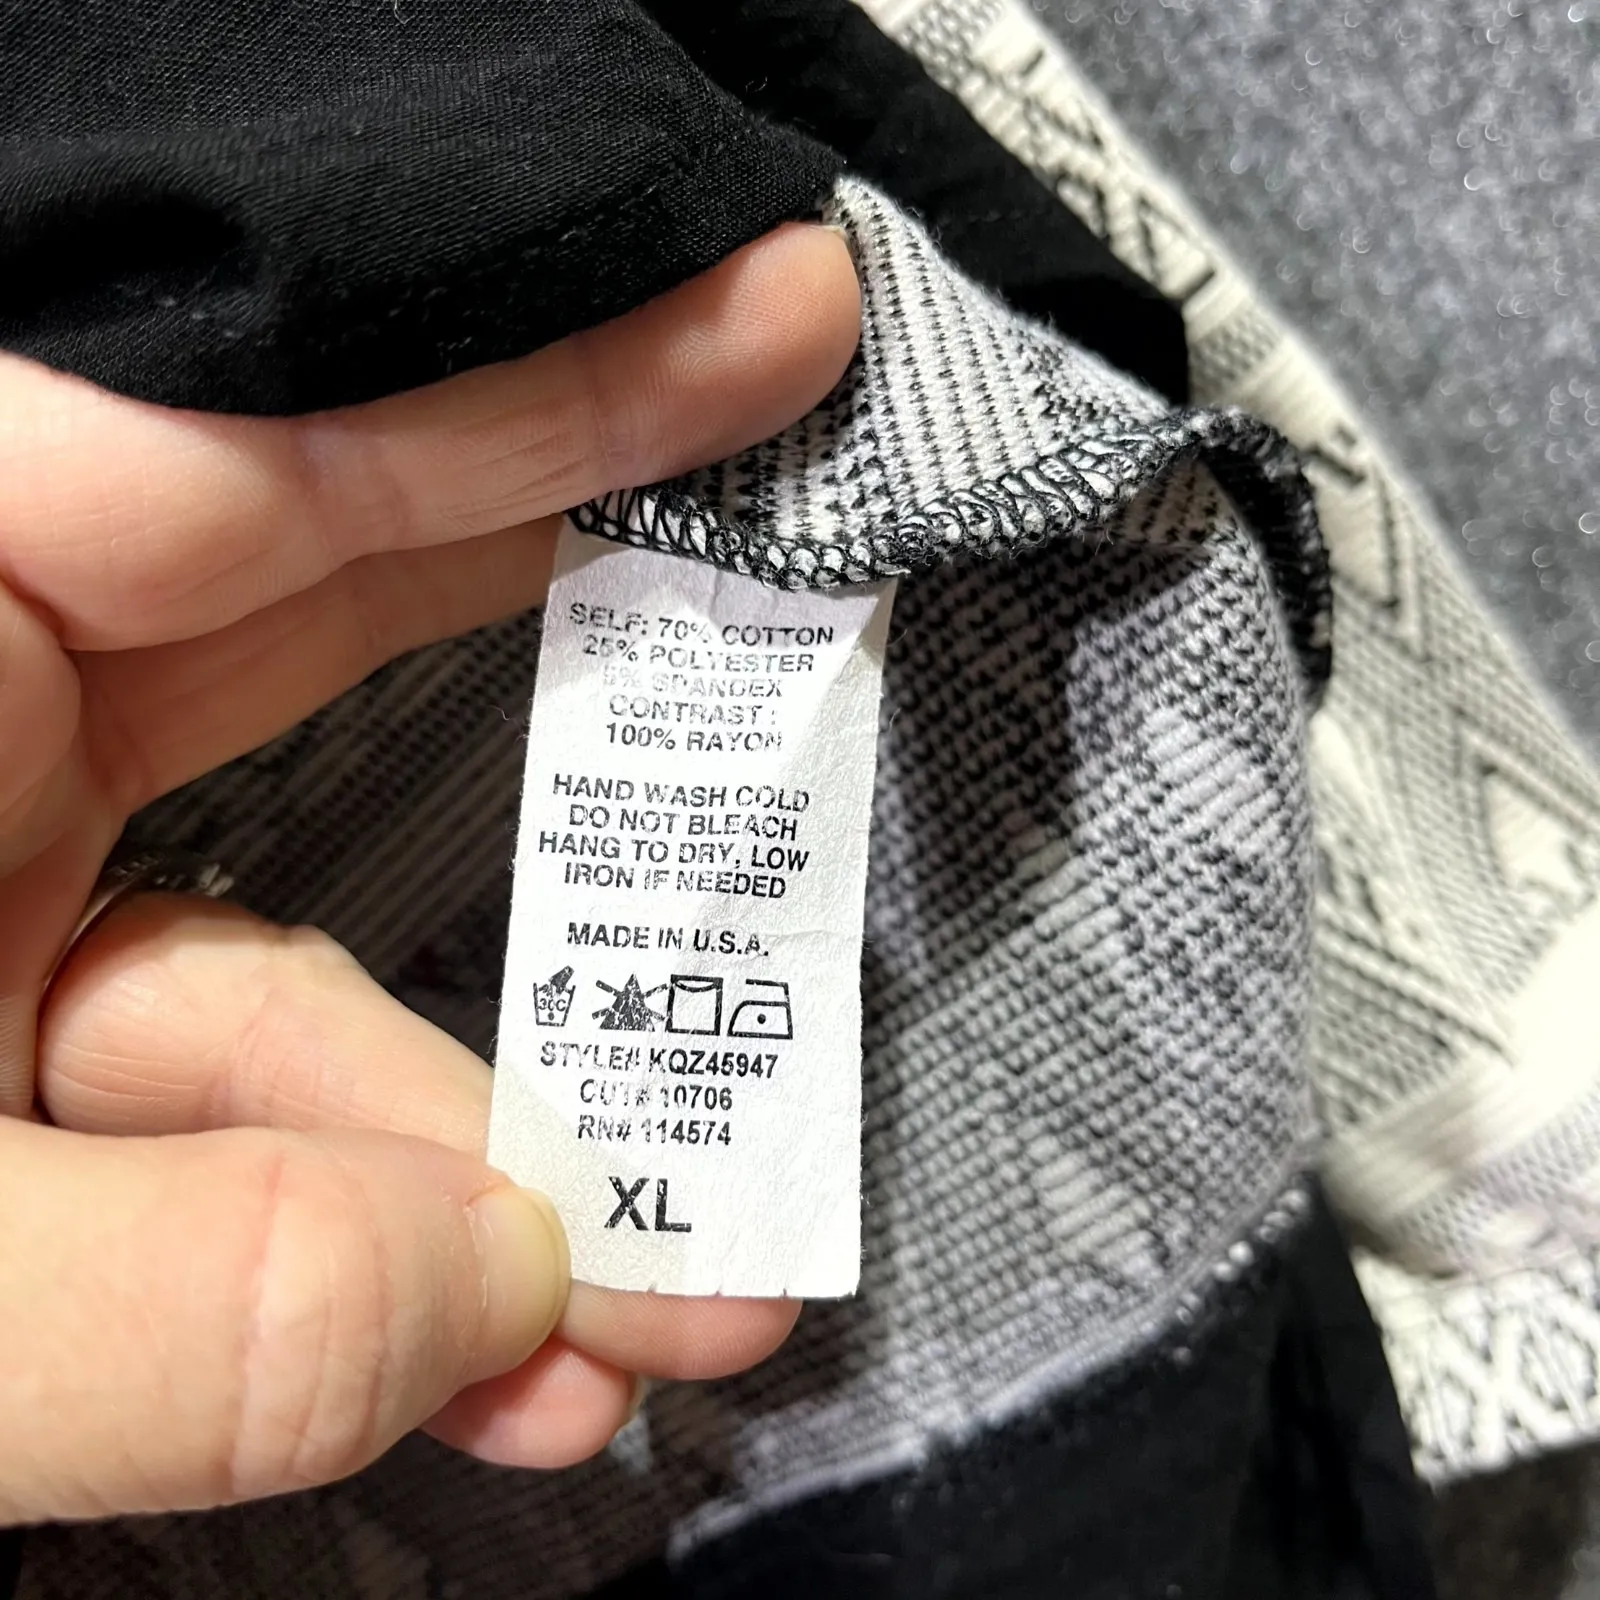 SELF: 70% COTTON
25% POLYESTER
5% SPANDEX
CONTRAST :
100% RAYON
HAND WASH COLD
DO NOT BLEACH
HANG TO DRY, LOW
IRON IF NEEDED
MADE IN U.S.A.
30C
STYLE# KQZ45947
CUT# 10706
RN# 114574
XL